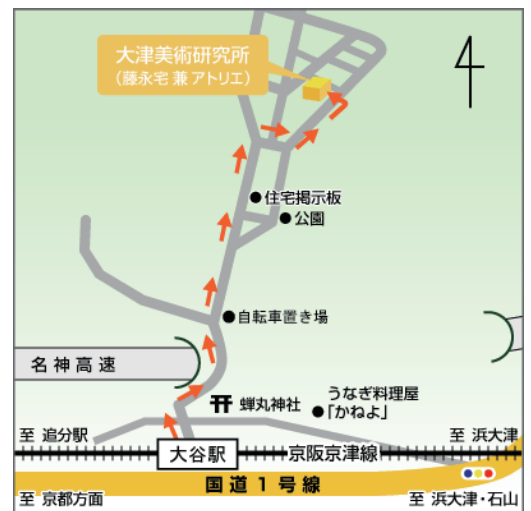 大津美術研究所
（藤永宅 兼 アトリエ）
住宅掲示板
公園
自転車置き場
名神高速
蝉丸神社
うなぎ料理屋
「かねよ」
至 追分駅
大谷駅
京阪京津線
至 浜大津
国道1号線
至 京都方面
至 浜大津・石山